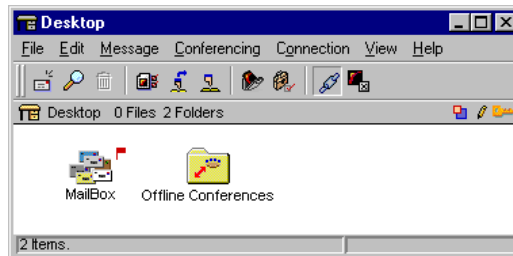 Desktop
File Edit Message Conferencing Connection View Help
Desktop 0 Files 2 Folders
MailBox Offline Conferences
2 Items.